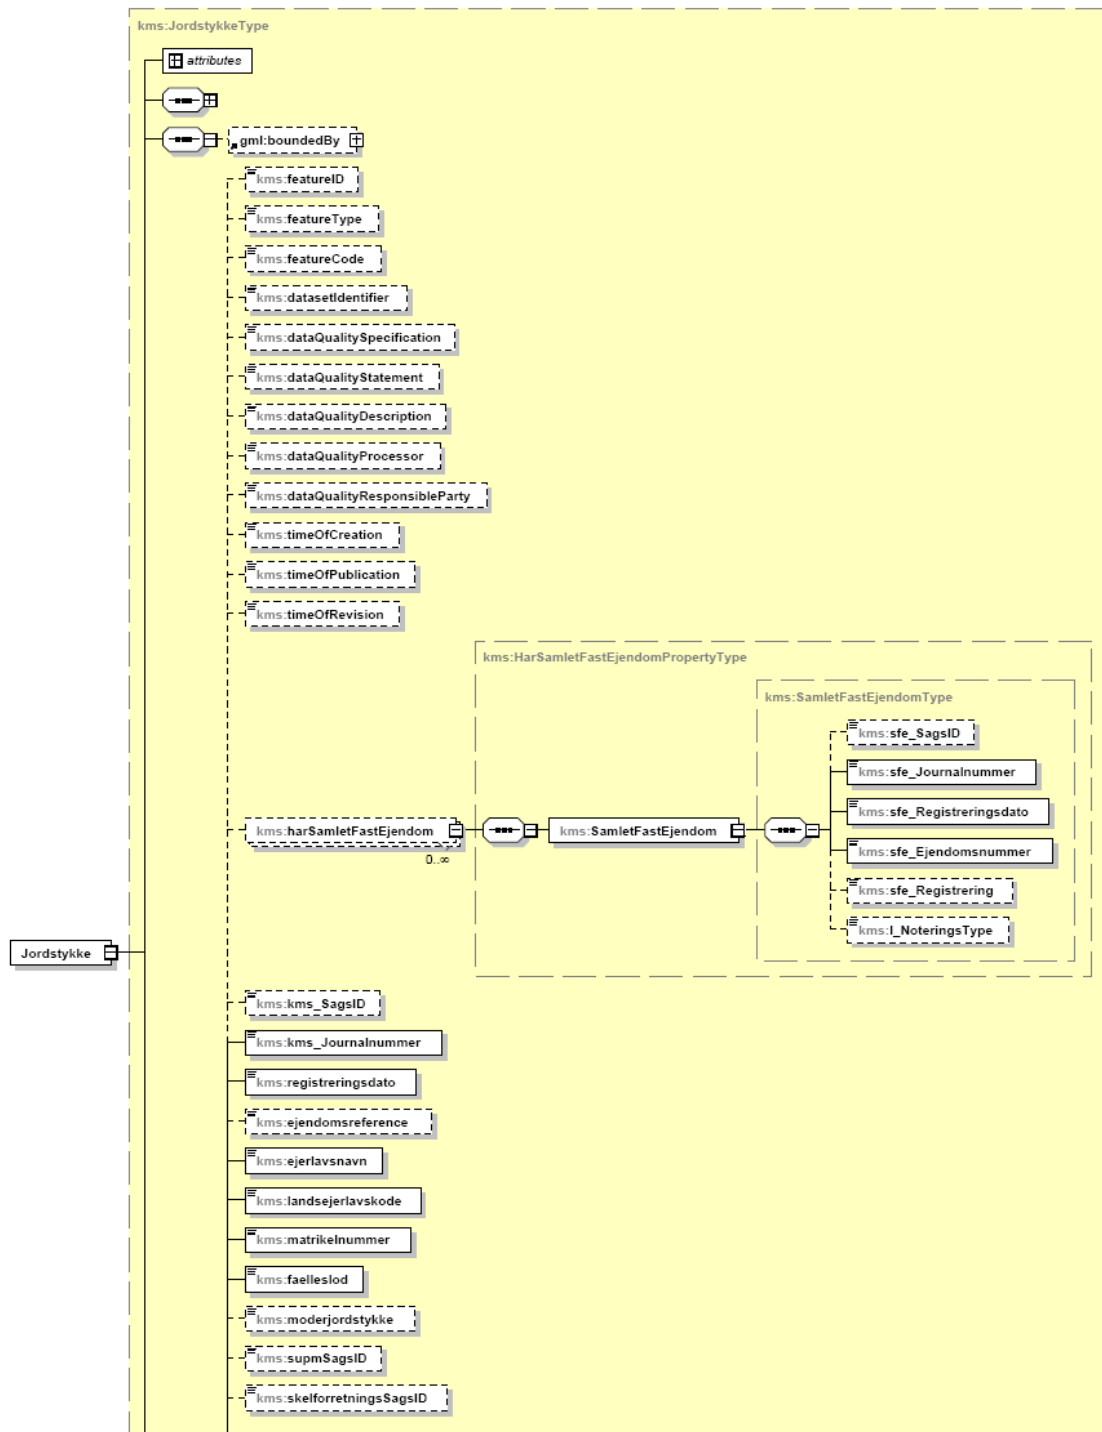 kms:JordstykkeType
attributes
gml:boundedBy
kms:featureID
kms:featureType
kms:featureCode
kms:datasetIdentifier
kms:dataQualitySpecification
kms:dataQualityStatement
kms:dataQualityDescription
kms:dataQualityProcessor
kms:dataQualityResponsibleParty
kms:timeOfCreation
kms:timeOfPublication
kms:timeOfRevision
kms:HarSamletFastEjendomPropertyType
kms:SamletFastEjendomType
kms:sfe_SagsID
kms:sfe_Journalnummer
kms:sfe_Registreringsdato
kms:harSamletFastEjendom
0..∞
kms:SamletFastEjendom
kms:sfe_Ejendomsnummer
kms:sfe_Registrering
kms:l_NoteringsType
Jordstykke
kms:kms_SagsID
kms:kms_Journalnummer
kms:registreringsdato
kms:ejendomsreference
kms:ejerlavsnavn
kms:landsejerlavskode
kms:matrikelnummer
kms:faelleslod
kms:moderjordstykke
kms:supmSagsID
kms:skelforretningsSagsID